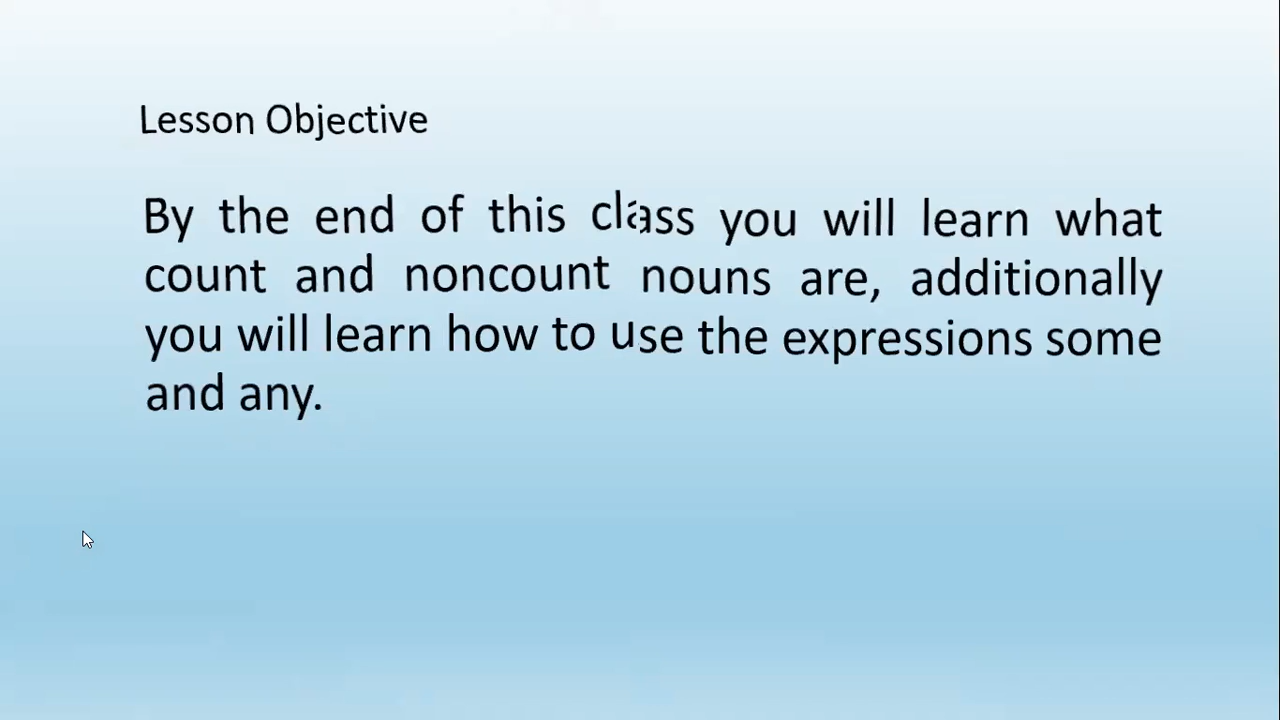 Lesson Objective
By the end of this class you will learn what
count and noncount nouns are, additionally
you will learn how to use the expressions some
and any.